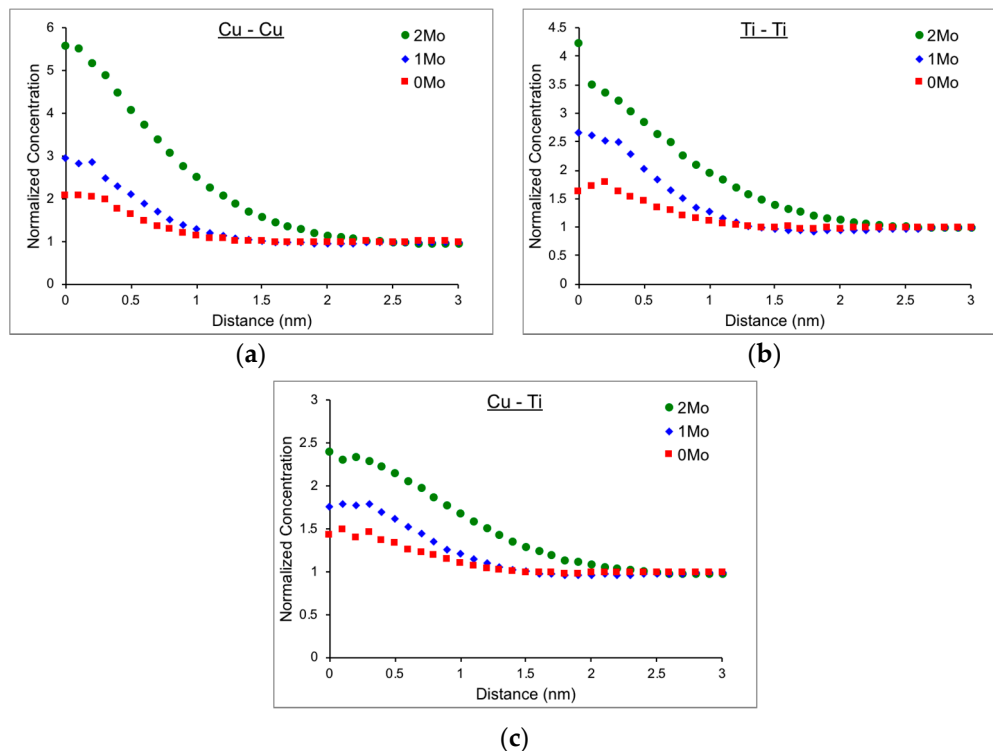 Cu - Cu
2Mo
1Mo
0Mo
Normalized Concentration
6
5
4
3
2
1
0
0 0.5 1 1.5 2 2.5 3
Distance (nm)
(a)
Ti - Ti
2Mo
1Mo
0Mo
Normalized Concentration
4.5
4
3.5
3
2.5
2
1.5
1
0.5
0
0 0.5 1 1.5 2 2.5 3
Distance (nm)
(b)
Cu - Ti
2Mo
1Mo
0Mo
Normalized Concentration
3
2.5
2
1.5
1
0.5
0
0 0.5 1 1.5 2 2.5 3
Distance (nm)
(c)